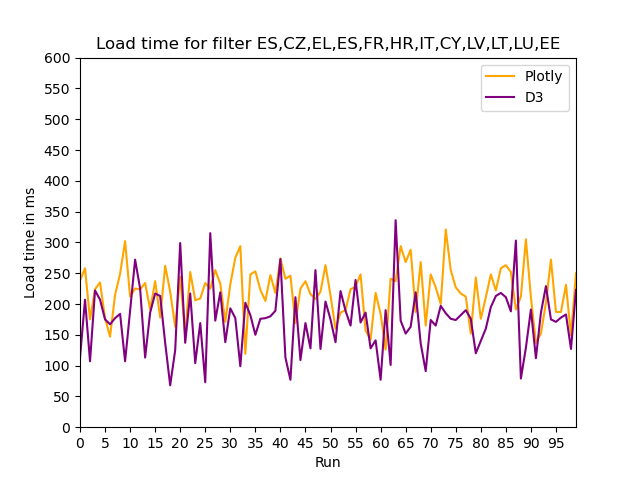 Load time for filter ES,CZ,EL,ES,FR,HR,IT,CY,LV,LT,LU,EE
Plotly
D3
600
550
500
450
400
350
300
250
200
150
100
50
0
Load time in ms
0 5 10 15 20 25 30 35 40 45 50 55 60 65 70 75 80 85 90 95
Run